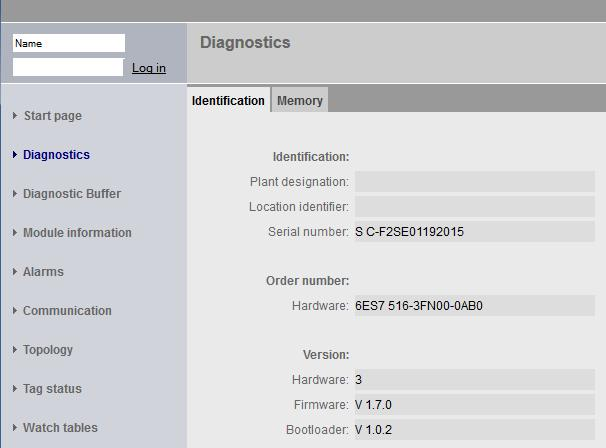 Name
Log in
Diagnostics
Start page
Diagnostics
Diagnostic Buffer
Module information
Alarms
Communication
Topology
Tag status
Watch tables
Identification Memory
Identification:
Plant designation:
Location identifier:
Serial number: S C-F2SE01192015
Order number:
Hardware: 6ES7 516-3FN00-0AB0
Version:
Hardware: 3
Firmware: V 1.7.0
Bootloader: V 1.0.2